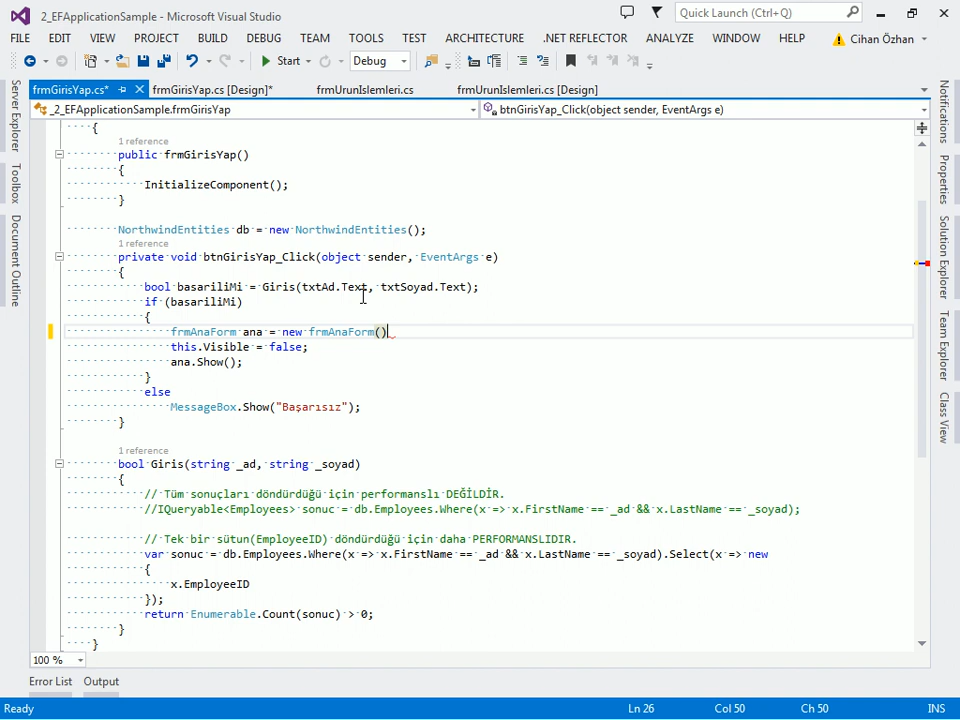 2_EFApplicationSample - Microsoft Visual Studio
Quick Launch (Ctrl+Q)
FILE EDIT VIEW PROJECT BUILD DEBUG TEAM TOOLS TEST ARCHITECTURE .NET REFLECTOR ANALYZE WINDOW HELP Cihan Özhan
Start Debug
frmGirisYap.cs* frmGirisYap.cs [Design]* frmUrunIslemleri.cs frmUrunIslemleri.cs [Design]
_2_EFApplicationSample.frmGirisYap btnGirisYap_Click(object sender, EventArgs e)
{
1 reference
public frmGirisYap()
{
InitializeComponent();
}
NorthwindEntities db = new NorthwindEntities();
1 reference
private void btnGirisYap_Click(object sender, EventArgs e)
{
bool basariliMi = Giris(txtAd.Text, txtSoyad.Text);
if (basariliMi)
{
frmAnaForm ana = new frmAnaForm()
this.Visible = false;
ana.Show();
}
else
MessageBox.Show("Başarısız");
}
1 reference
bool Giris(string _ad, string _soyad)
{
// Tüm sonuçları döndürdüğü için performanslı DEĞİLDİR.
//IQueryable<Employees> sonuc = db.Employees.Where(x => x.FirstName == _ad && x.LastName == _soyad);
// Tek bir sütun(EmployeeID) döndürdüğü için daha PERFORMANSLIDIR.
var sonuc = db.Employees.Where(x => x.FirstName == _ad && x.LastName == _soyad).Select(x => new
{
x.EmployeeID
});
return Enumerable.Count(sonuc) > 0;
}
}
100 %
Error List Output
Ready Ln 26 Col 50 Ch 50 INS
Server Explorer
Toolbox
Document Outline
Notifications
Properties
Solution Explorer
Team Explorer
Class View